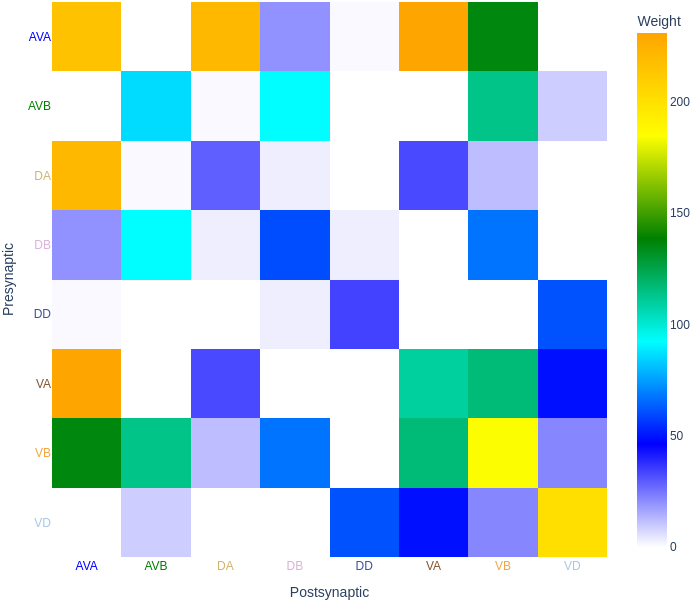 Weight
AVA
AVB
DA
DB
DD
VA
VB
VD
Presynaptic
AVA AVB DA DB DD VA VB VD
Postsynaptic
200
150
100
50
0